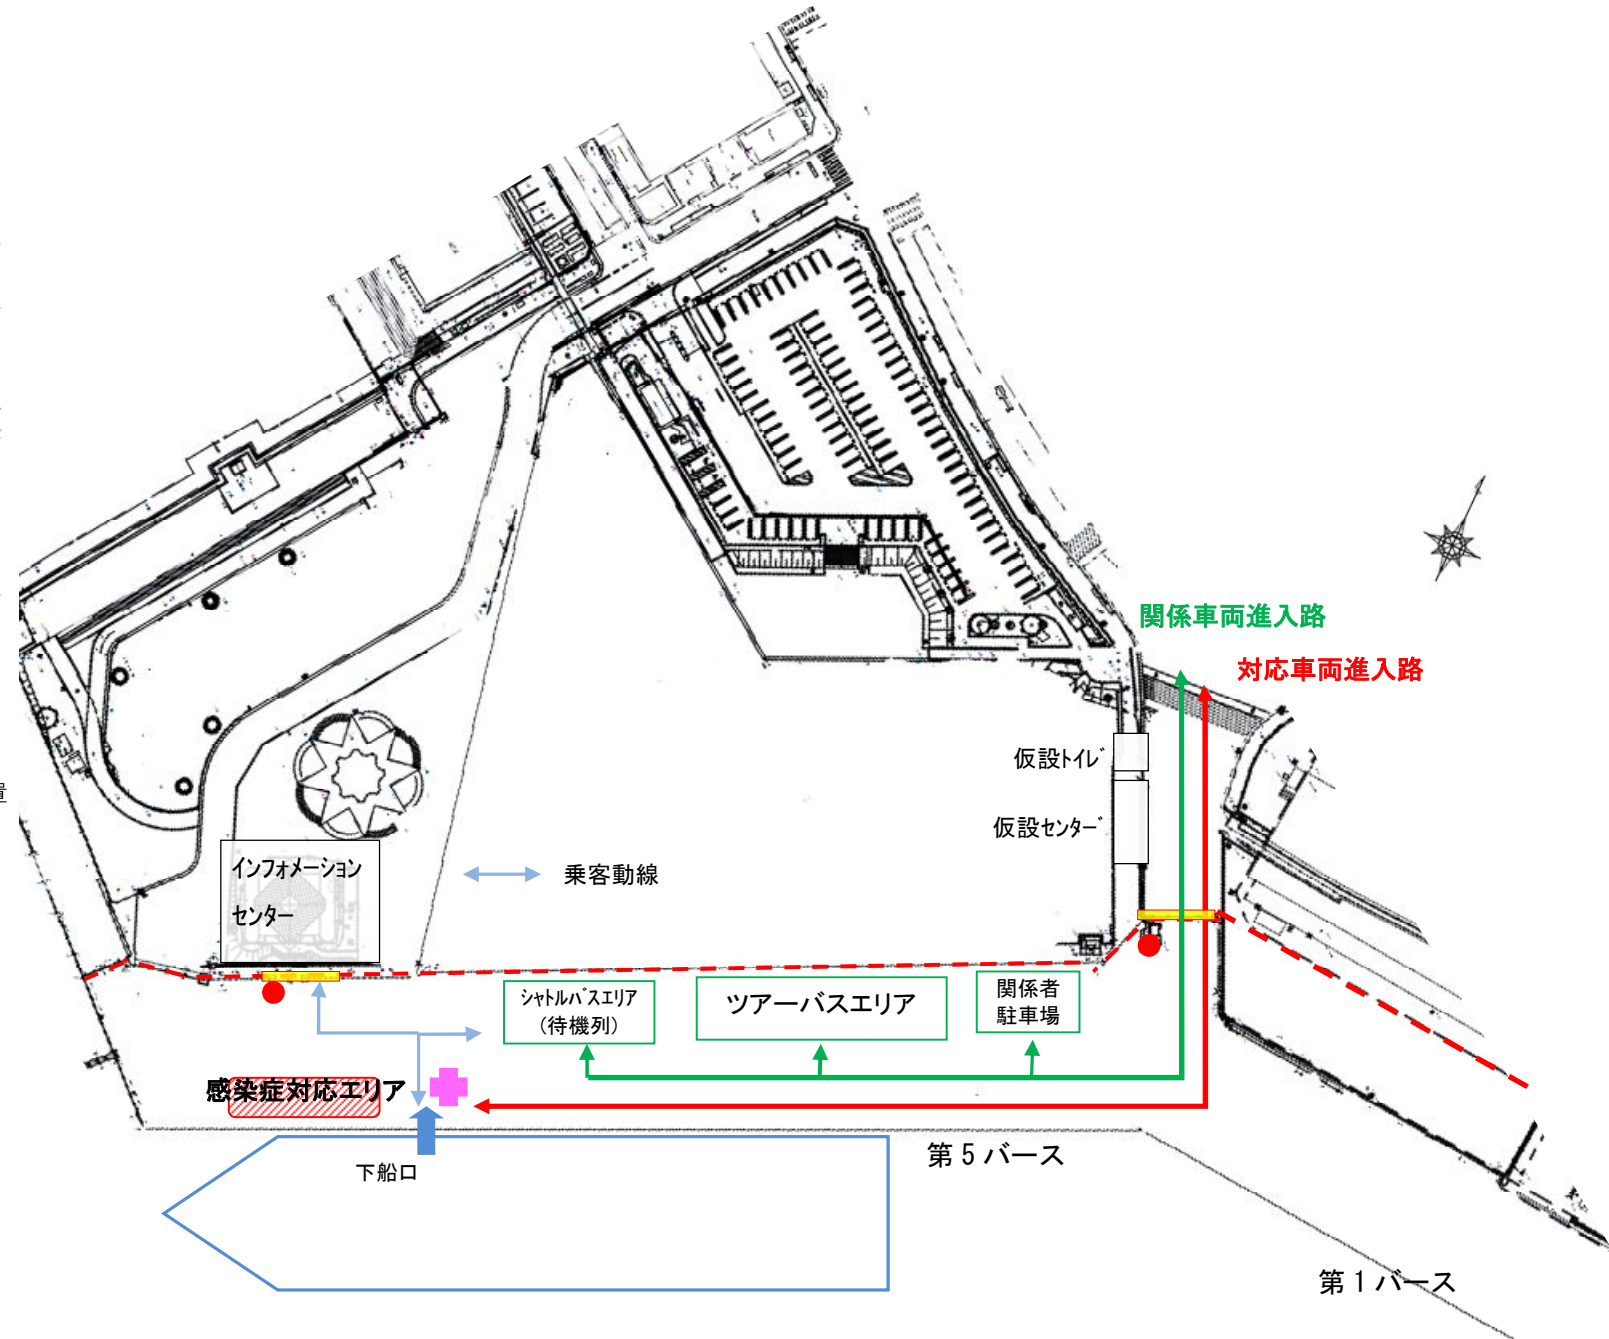 関係車両進入路
対応車両進入路
仮設トイレ
置
仮設センター
インフォメーション
センター
乗客動線
シャトルバスエリア
(待機列)
ツアーバスエリア
関係者
駐車場
感染症対応エリア
第5バース
下船口
第1バース